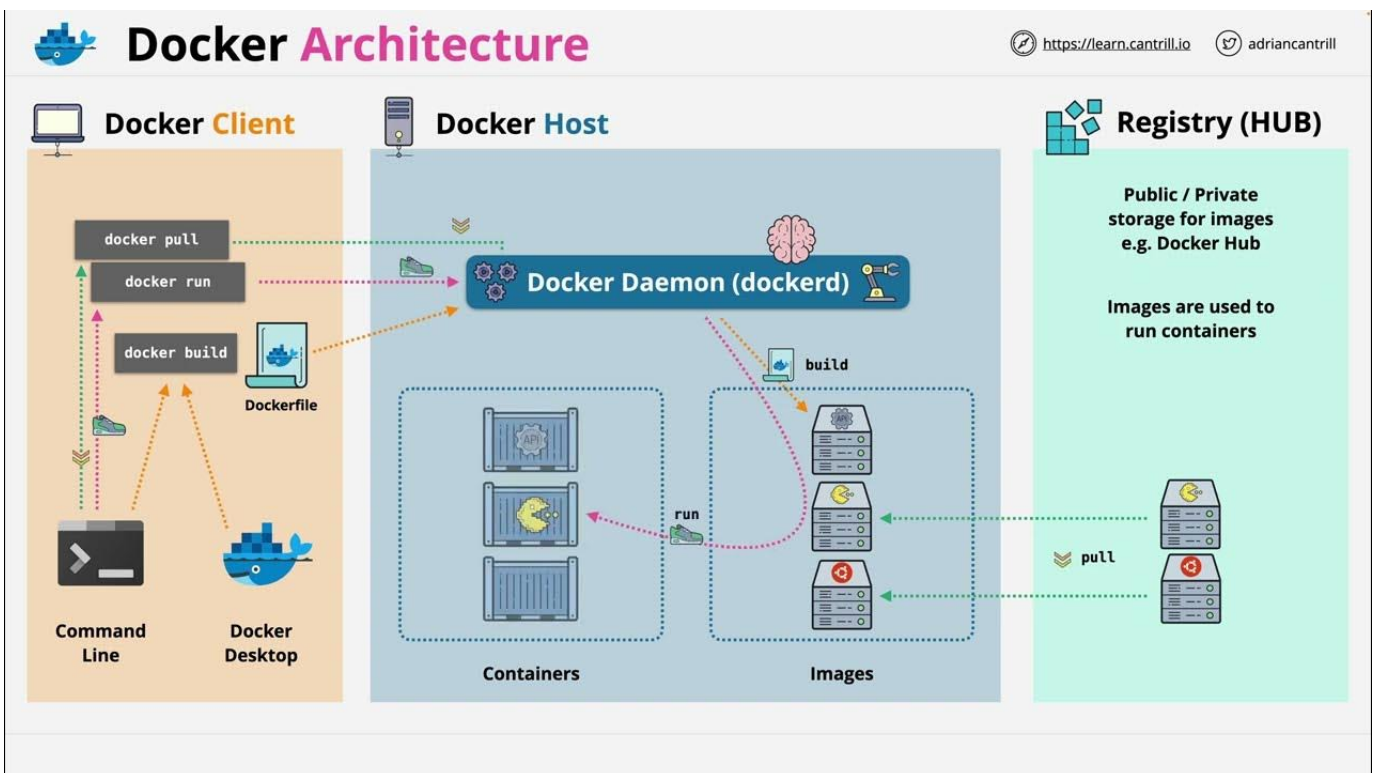 Docker Architecture
https://learn.cantrill.io
adriancantrill
Docker Client
docker pull
docker run
docker build
Dockerfile
Command
Line
Docker
Desktop
Docker Host
Docker Daemon (dockerd)
build
API
API
run
Containers
Images
Registry (HUB)
Public / Private
storage for images
e.g. Docker Hub
Images are used to
run containers
pull